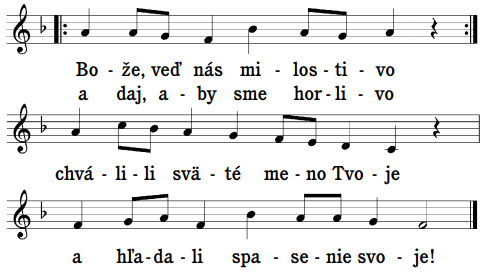 Bo - že, veď nás mi - los - ti - vo
a daj, a - by sme hor - li - vo
chvá - li - li svä - té me - no Tvo - je
a hľa - da - li spa - se - nie svo - je!